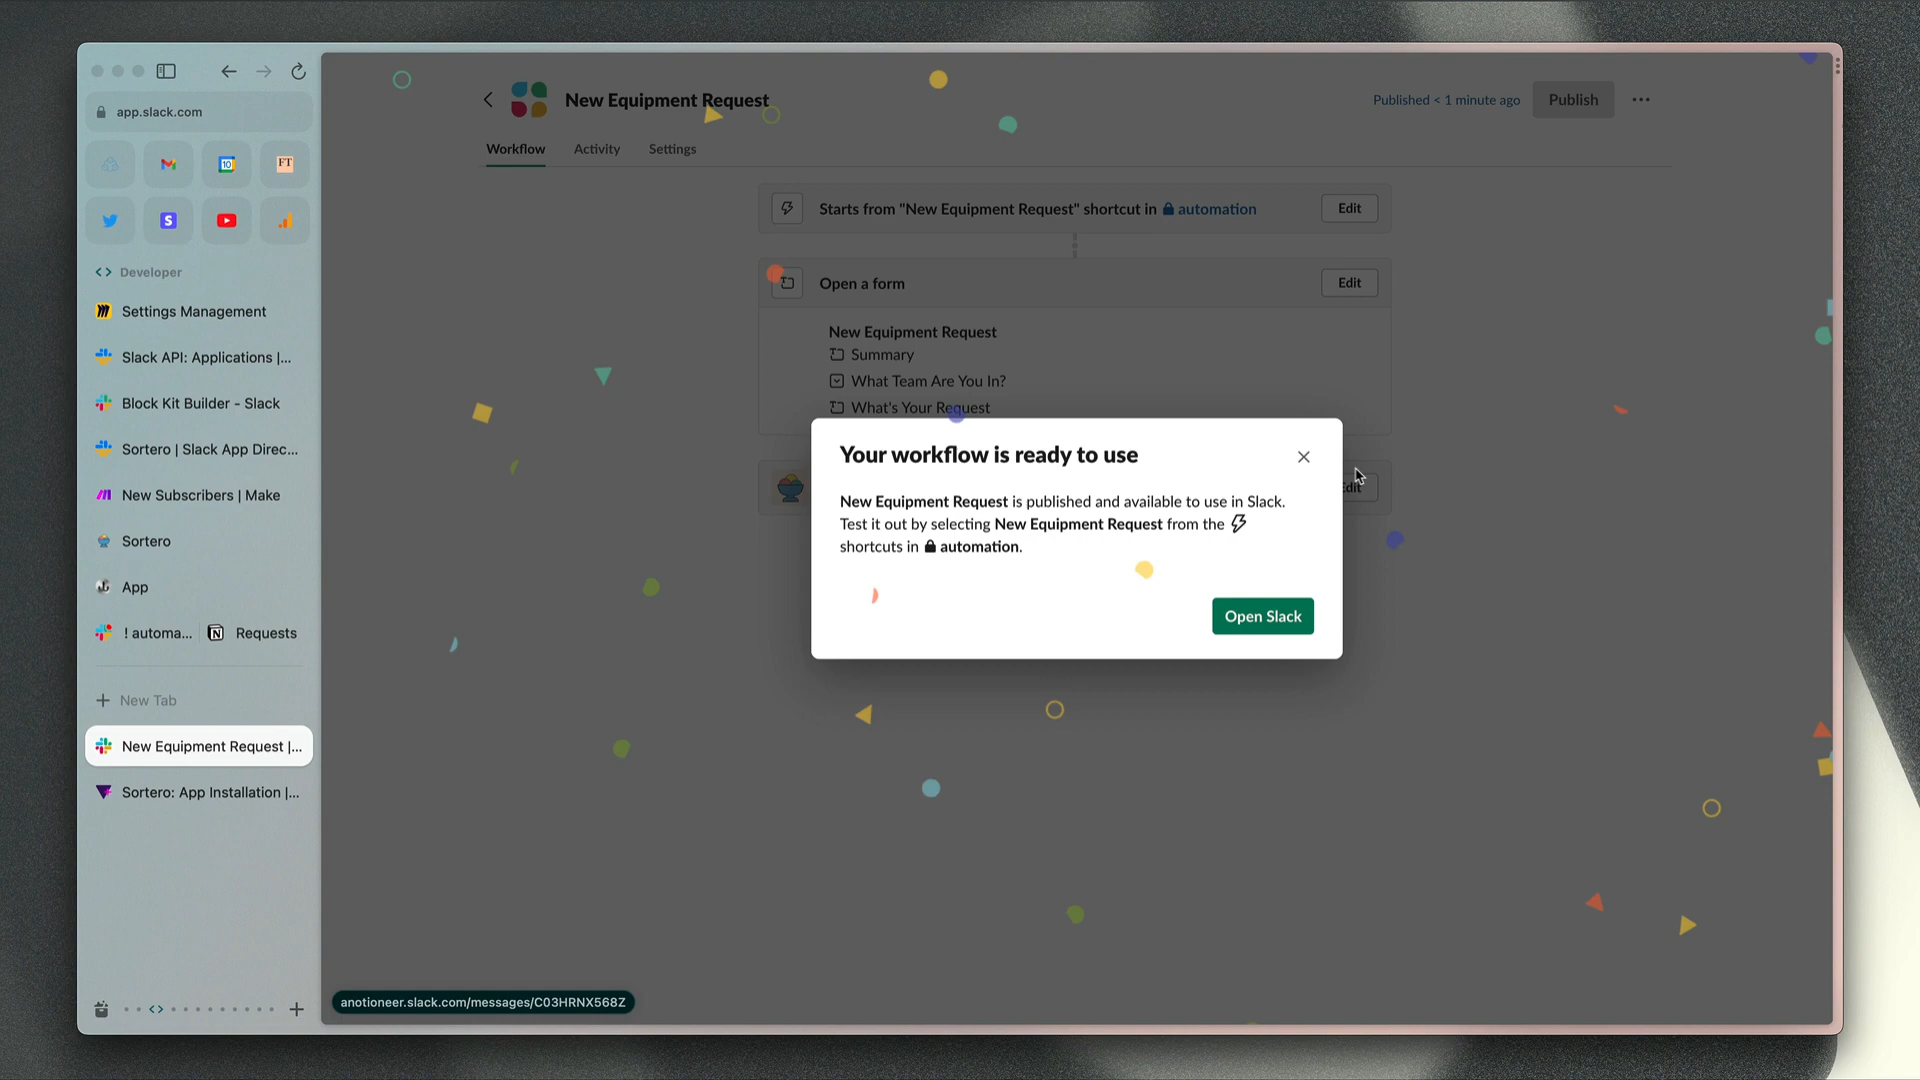 app.slack.com
10
FT
S
Developer
Settings Management
Slack API: Applications |...
Block Kit Builder - Slack
Sortero | Slack App Direc...
New Subscribers | Make
Sortero
App
! automa...
Requests
New Tab
New Equipment Request |...
Sortero: App Installation |...
New Equipment Request
Published < 1 minute ago
Publish
Workflow Activity Settings
Starts from "New Equipment Request" shortcut in automation
Edit
Open a form
Edit
New Equipment Request
Summary
What Team Are You In?
What's Your Request
Edit
Your workflow is ready to use
New Equipment Request is published and available to use in Slack.
Test it out by selecting New Equipment Request from the
shortcuts in automation.
Open Slack
anotioneer.slack.com/messages/C03HRNX568Z